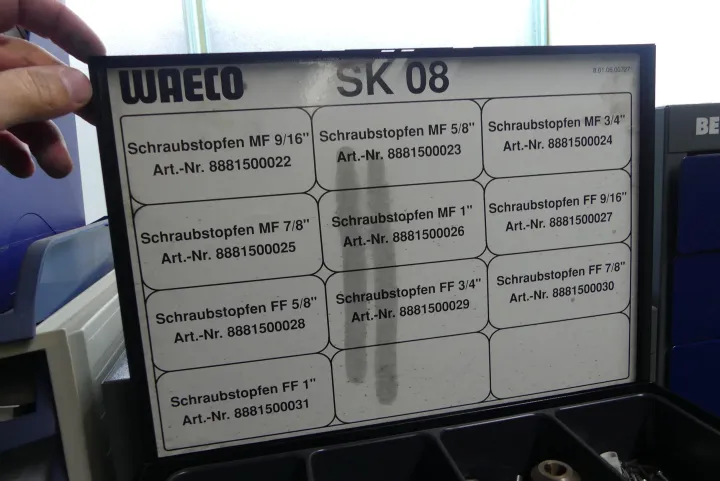 WAECO
SK 08
Schraubstopfen MF 9/16"
Art.-Nr. 8881500022
Schraubstopfen MF 5/8"
Art.-Nr. 8881500023
Schraubstopfen MF 3/4"
Art.-Nr. 8881500024
Schraubstopfen MF 7/8"
Art.-Nr. 8881500025
Schraubstopfen MF 1"
Art.-Nr. 8881500026
Schraubstopfen FF 9/16"
Art.-Nr. 8881500027
Schraubstopfen FF 5/8"
Art.-Nr. 8881500028
Schraubstopfen FF 3/4"
Art.-Nr. 8881500029
Schraubstopfen FF 7/8"
Art.-Nr. 8881500030
Schraubstopfen FF 1"
Art.-Nr. 8881500031
BE